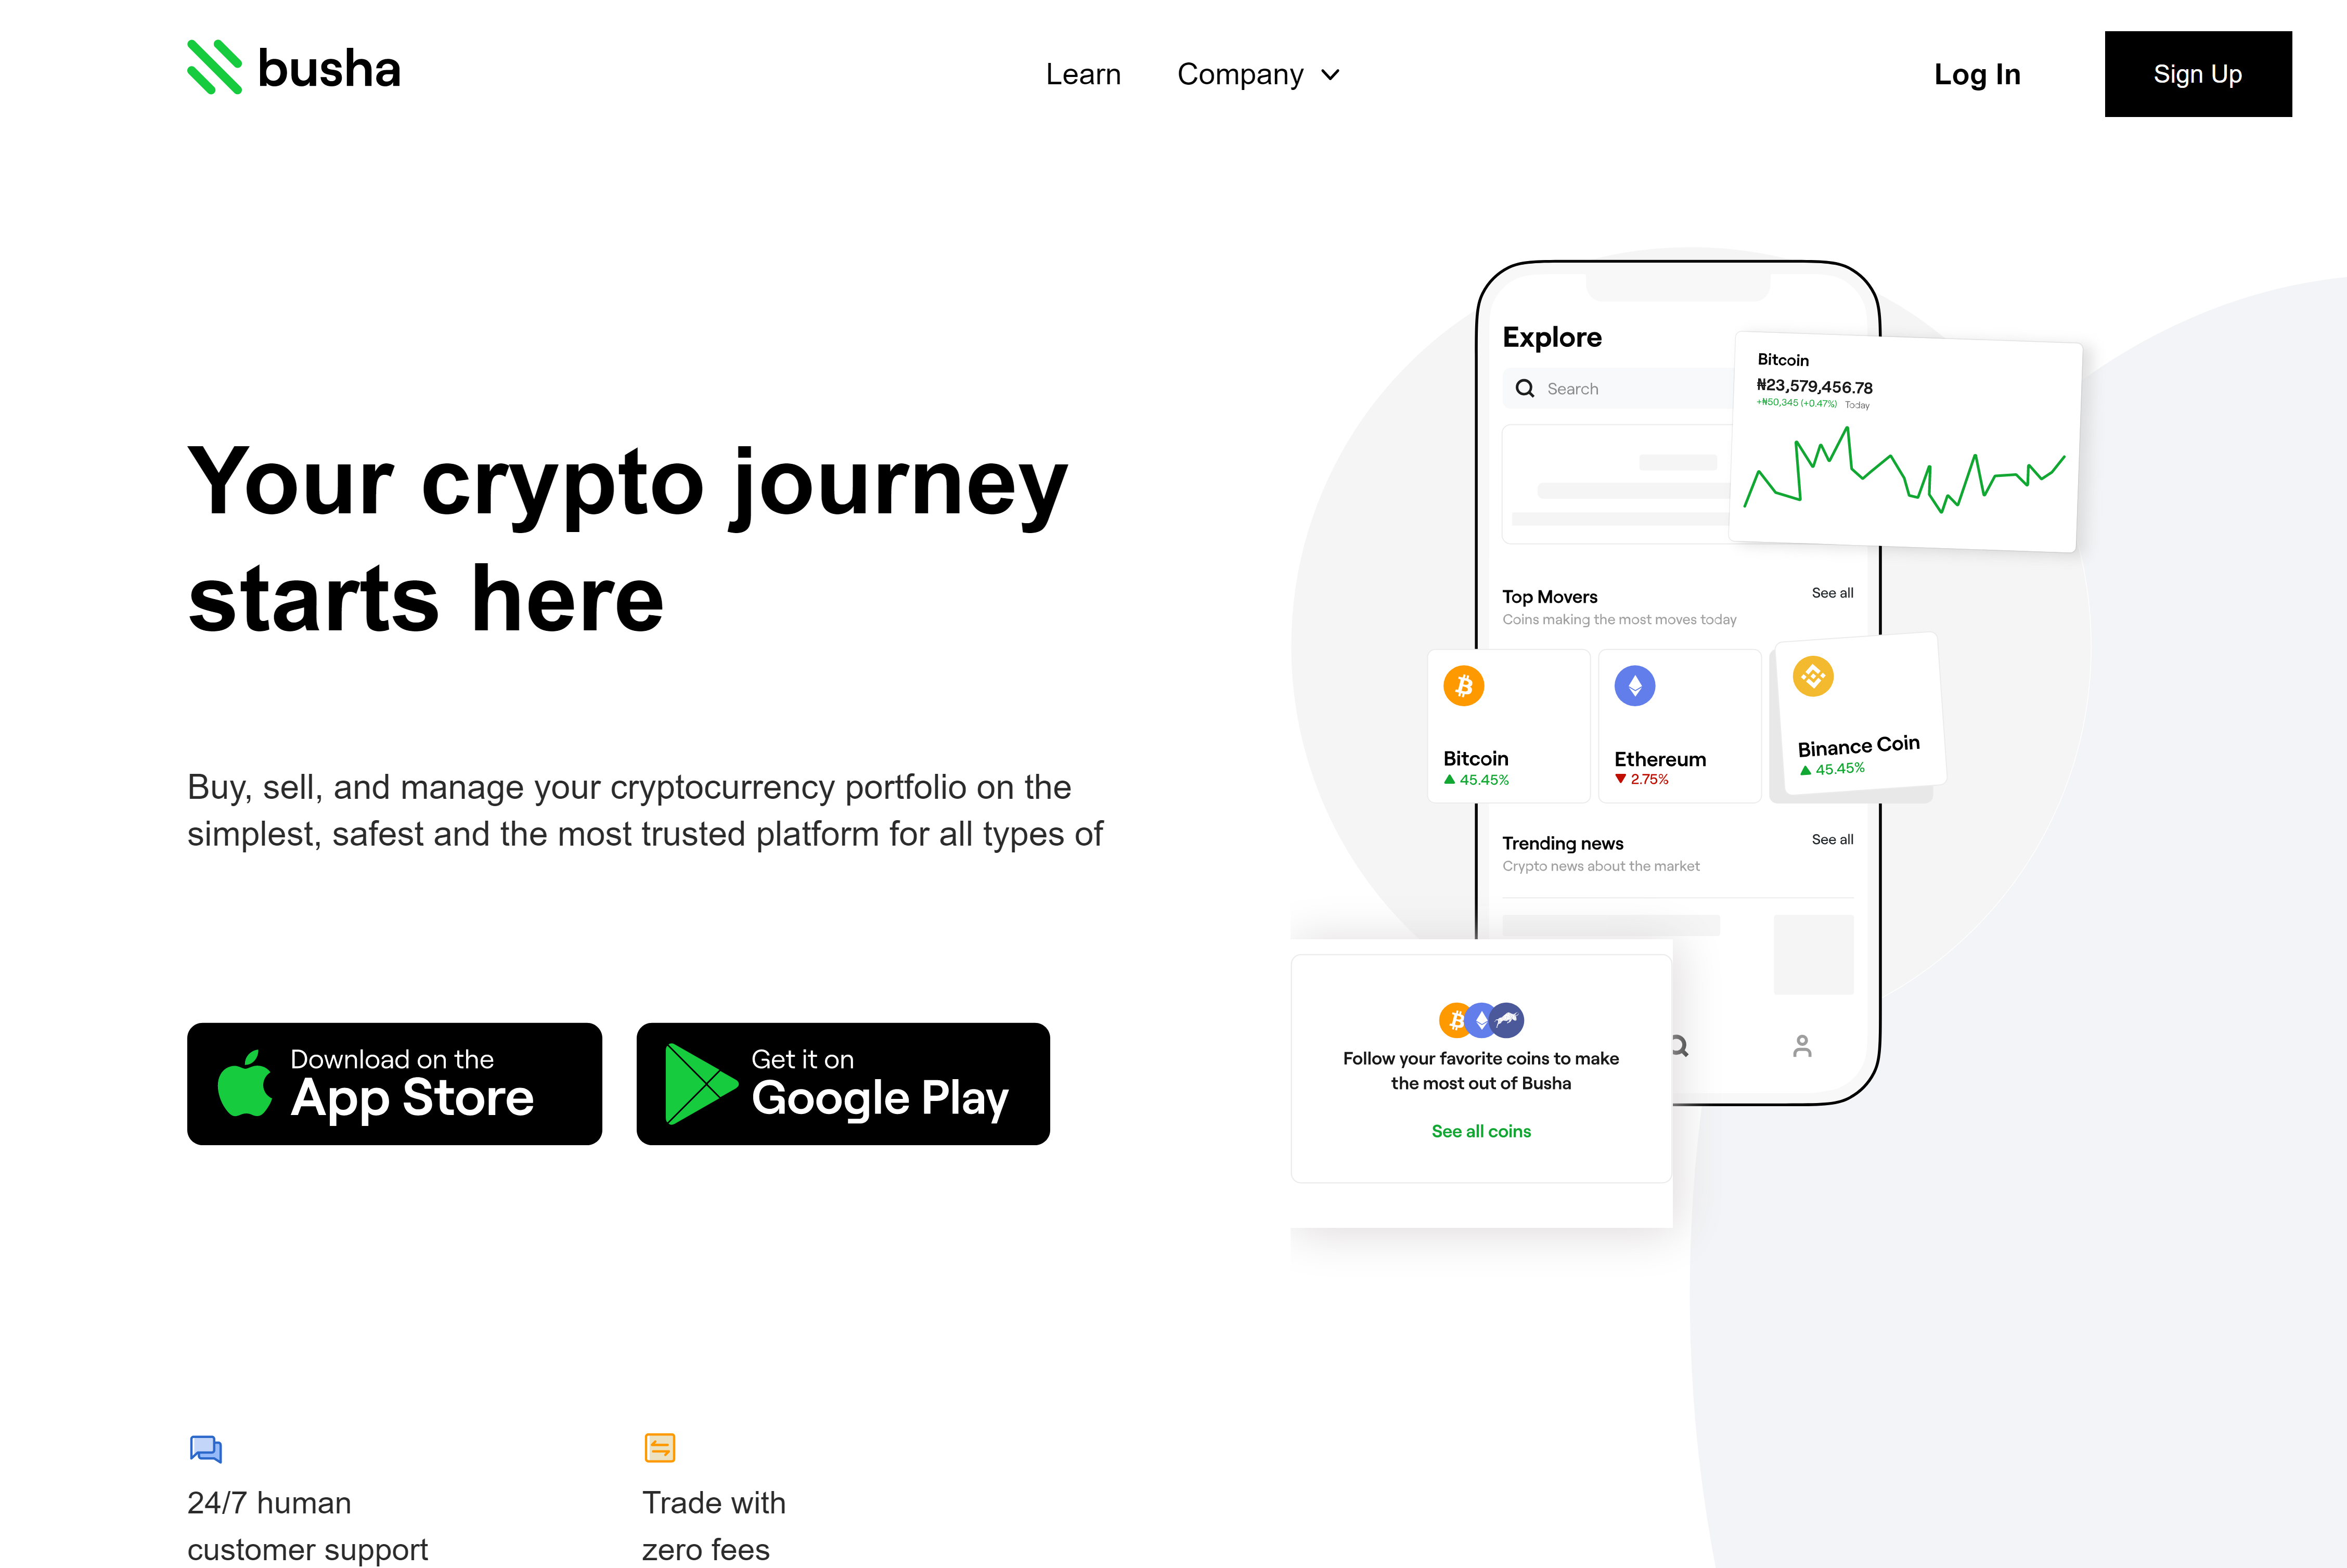 busha
Learn
Company
Log In
Sign Up
Your crypto journey
starts here
Buy, sell, and manage your cryptocurrency portfolio on the
simplest, safest and the most trusted platform for all types of
Download on the
App Store
Get it on
Google Play
24/7 human
customer support
Trade with
zero fees
Explore
Search
Bitcoin
₦23,579,456.78
+₦50,345 (+0.47%) Today
Top Movers
See all
Coins making the most moves today
Bitcoin
45.45%
Ethereum
2.75%
Binance Coin
45.45%
Trending news
See all
Crypto news about the market
Follow your favorite coins to make
the most out of Busha
See all coins